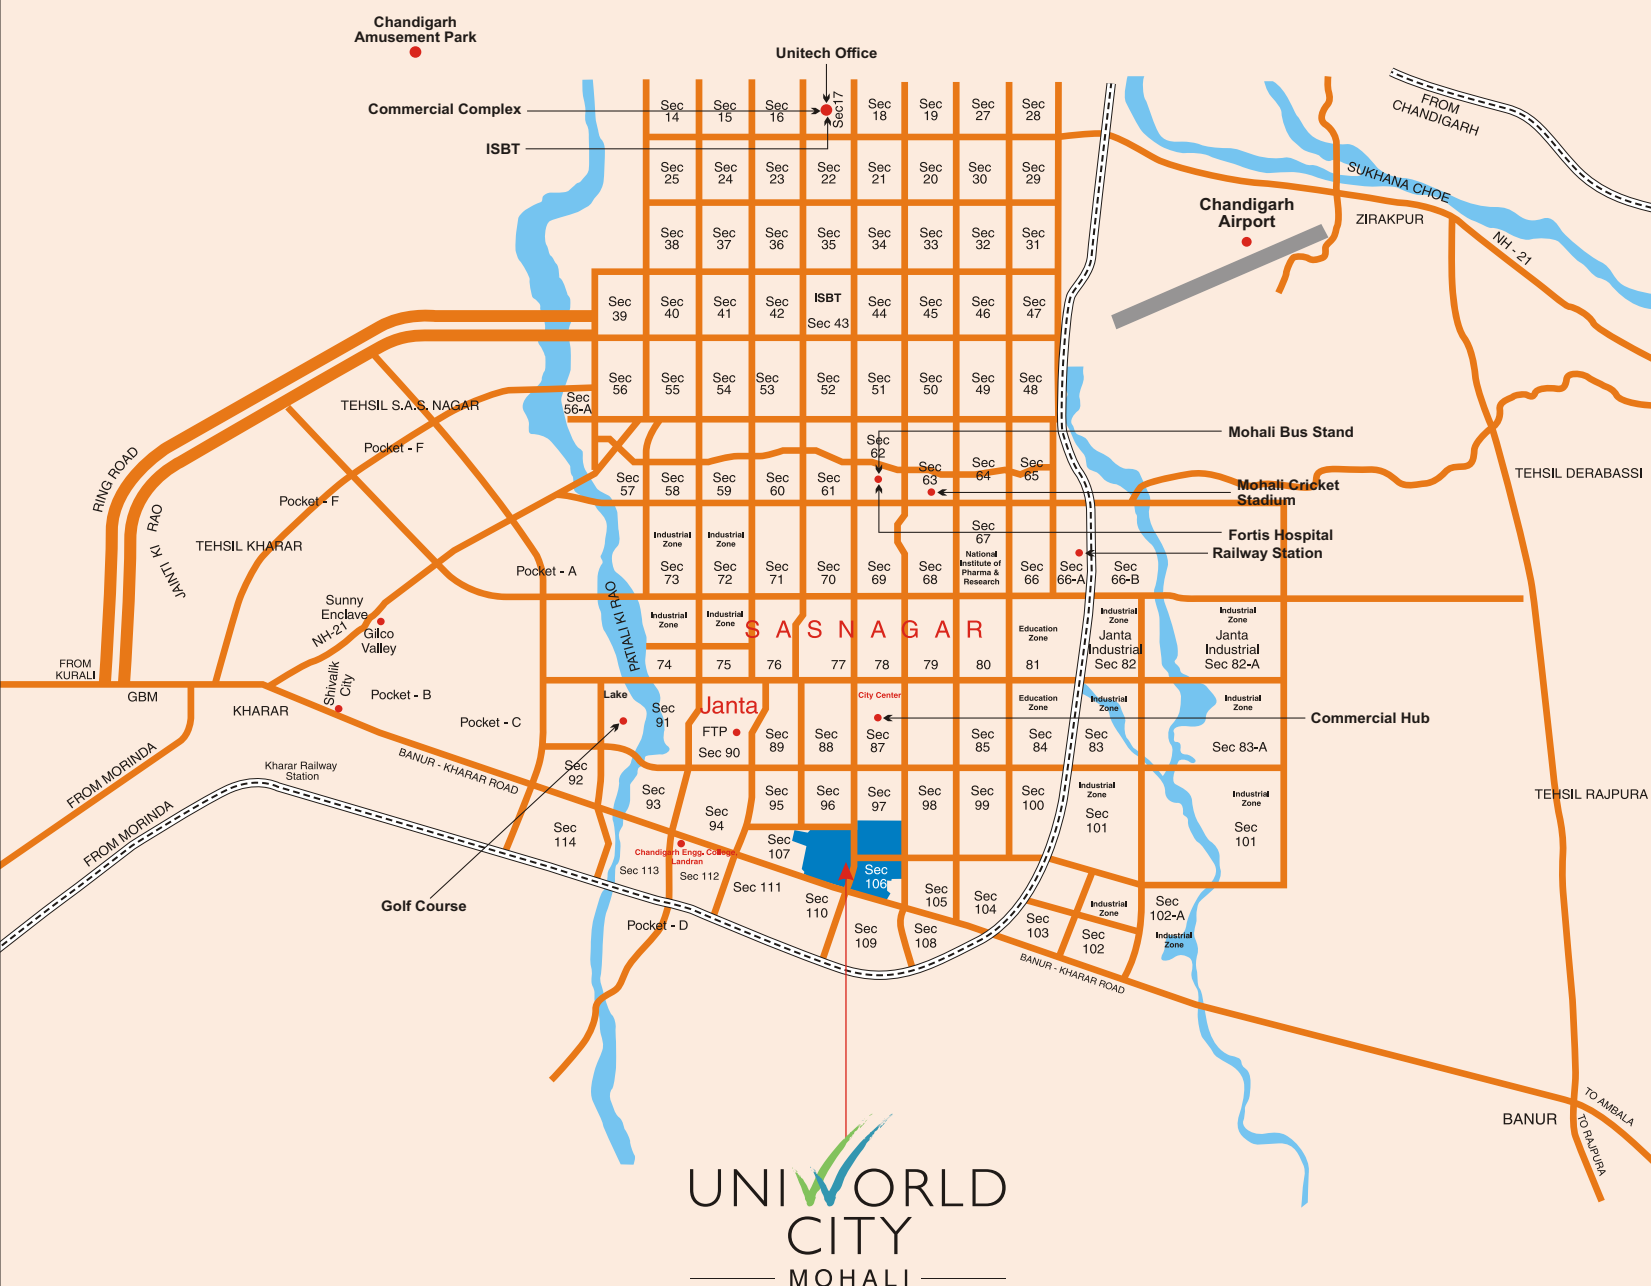 Chandigarh
Amusement Park
Unitech Office
Commercial Complex
ISBT
Sec
14
Sec
15
Sec
16
Sec17
Sec
18
Sec
19
Sec
27
Sec
28
FROM
CHANDIGARH
Sec
25
Sec
24
Sec
23
Sec
22
Sec
21
Sec
20
Sec
30
Sec
29
SUKHANA CHOE
Chandigarh
Airport
ZIRAKPUR
NH - 21
Sec
38
Sec
37
Sec
36
Sec
35
Sec
34
Sec
33
Sec
32
Sec
31
Sec
39
Sec
40
Sec
41
Sec
42
ISBT
Sec 43
Sec
44
Sec
45
Sec
46
Sec
47
Sec
56
Sec
55
Sec
54
Sec
53
Sec
52
Sec
51
Sec
50
Sec
49
Sec
48
Sec
56-A
TEHSIL S.A.S. NAGAR
Pocket - F
RING ROAD
Sec
62
Mohali Bus Stand
Sec
57
Sec
58
Sec
59
Sec
60
Sec
61
Sec
63
Sec
64
Sec
65
Mohali Cricket
Stadium
TEHSIL DERABASSI
Pocket - F
JAINTI KI RAO
TEHSIL KHARAR
Fortis Hospital
Railway Station
Industrial
Zone
Industrial
Zone
Sec
67
National
Institute of
Pharma &
Research
Pocket - A
Sec
73
Sec
72
Sec
71
Sec
70
Sec
69
Sec
68
Sec
66
Sec
66-A
Sec
66-B
PATIALI KI RAO
Sunny
Enclave
NH-21
Gilco
Valley
Industrial
Zone
Industrial
Zone
S A S N A G A R
Education
Zone
Industrial
Zone
Janta
Industrial
Sec 82
Industrial
Zone
Janta
Industrial
Sec 82-A
74
75
76
77
78
79
80
81
FROM
KURALI
GBM
KHARAR
Shivalik
City
Pocket - B
Pocket - C
Lake
Sec
91
Janta
FTP
Sec 90
City Center
Education
Zone
Industrial
Zone
Industrial
Zone
Commercial Hub
Sec
89
Sec
88
Sec
87
Sec
85
Sec
84
Sec
83
Sec 83-A
FROM MORINDA
Kharar Railway
Station
BANUR - KHARAR ROAD
Sec
92
Sec
93
Sec
94
Sec
95
Sec
96
Sec
97
Sec
98
Sec
99
Sec
100
Industrial
Zone
Sec
101
Industrial
Zone
Sec
101
TEHSIL RAJPURA
FROM MORINDA
Sec
114
Chandigarh Engg. College,
Landran
Sec 113
Sec 112
Sec 111
Sec
107
Sec
106
Sec
110
Sec
109
Sec
108
Sec
105
Sec
104
Sec
103
Industrial
Zone
Sec
102
Sec
102-A
Industrial
Zone
Golf Course
Pocket - D
BANUR - KHARAR ROAD
BANUR
TO AMBALA
TO RAJPURA
UNIWORLD
CITY
MOHALI